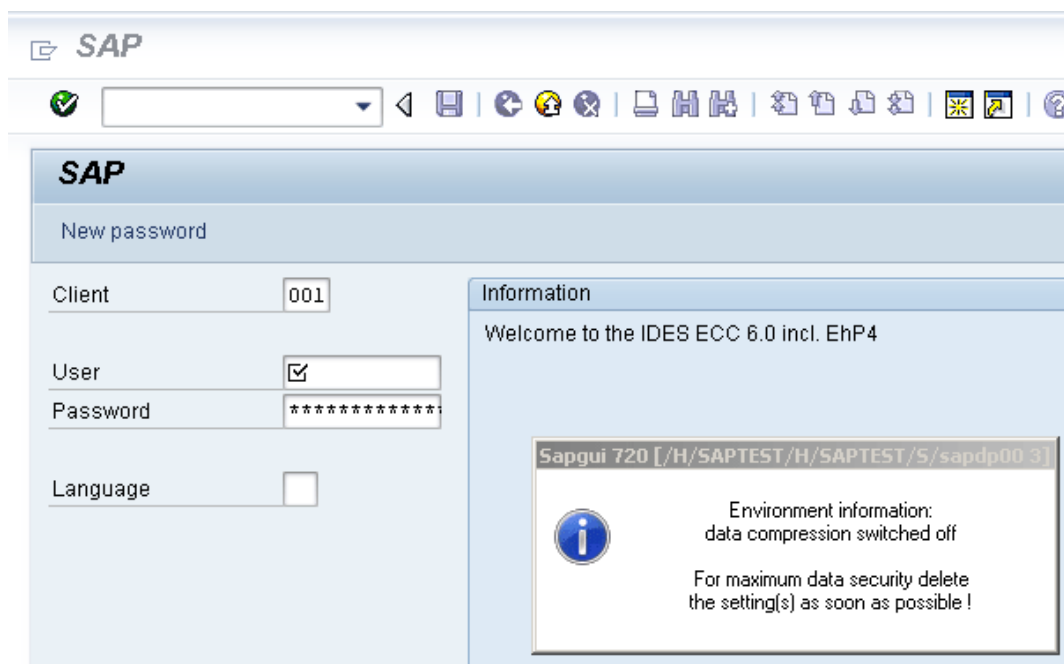 SAP
SAP
New password
Client 001
Information
Welcome to the IDES ECC 6.0 incl. EhP4
User
Password *************
Language
Sapgui 720 [/H/SAPTEST/H/SAPTEST/S/sapdp00 3]
Environment information:
data compression switched off
For maximum data security delete
the setting(s) as soon as possible !